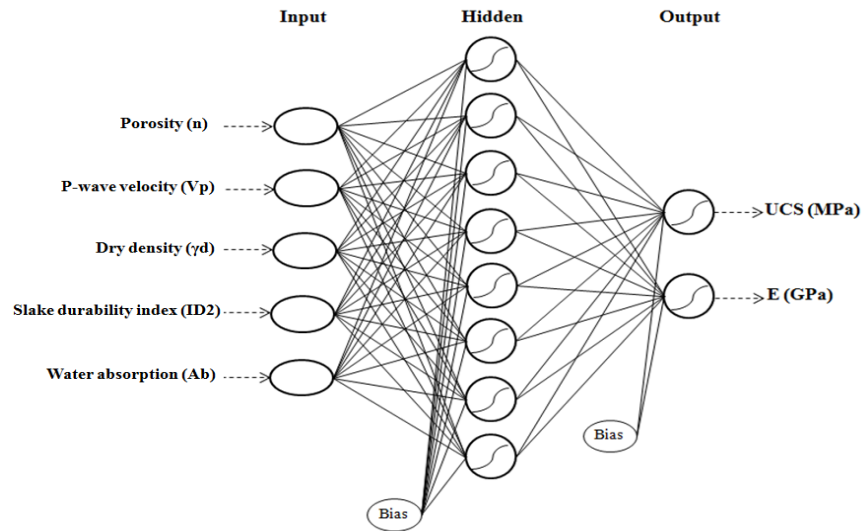 Input
Hidden
Output
Porosity (n)
P-wave velocity (Vp)
Dry density (γd)
Slake durability index (ID2)
Water absorption (Ab)
UCS (MPa)
E (GPa)
Bias
Bias